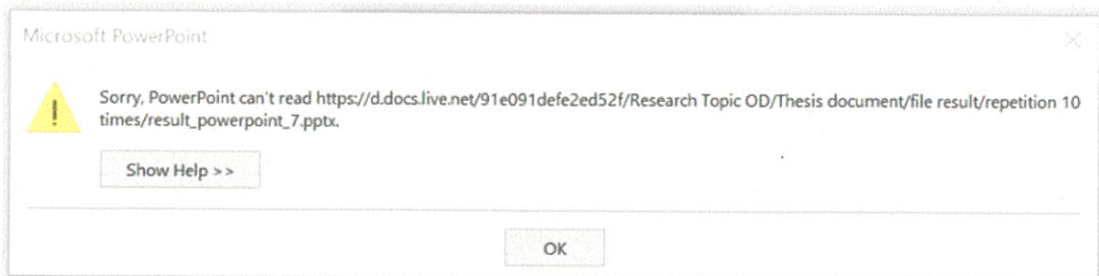 Microsoft PowerPoint
Sorry, PowerPoint can't read https://d.docs.live.net/91e091defe2ed52f/Research Topic OD/Thesis document/file result/repetition 10
times/result_powerpoint_7.pptx.
Show Help >>
OK